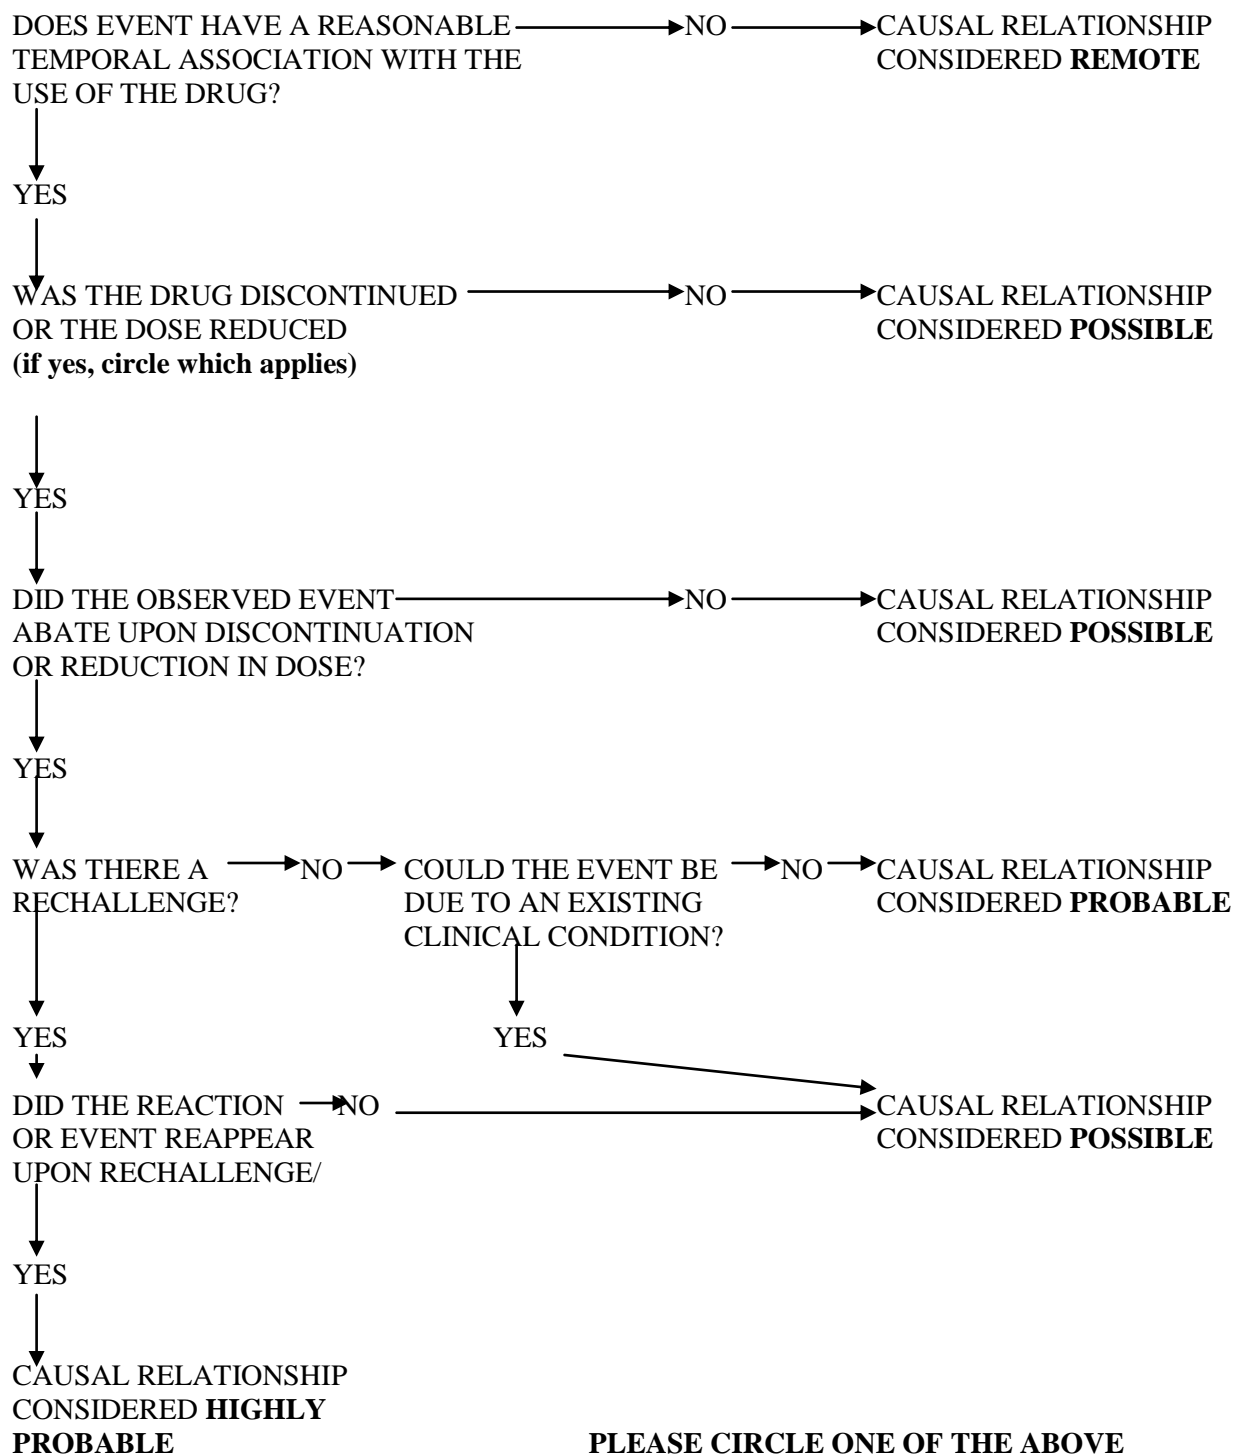 DOES EVENT HAVE A REASONABLE NO CAUSAL RELATIONSHIP
TEMPORAL ASSOCIATION WITH THE CONSIDERED REMOTE
USE OF THE DRUG?
YES
WAS THE DRUG DISCONTINUED NO CAUSAL RELATIONSHIP
OR THE DOSE REDUCED CONSIDERED POSSIBLE
(if yes, circle which applies)
YES
DID THE OBSERVED EVENT NO CAUSAL RELATIONSHIP
ABATE UPON DISCONTINUATION CONSIDERED POSSIBLE
OR REDUCTION IN DOSE?
YES
WAS THERE A NO COULD THE EVENT BE NO CAUSAL RELATIONSHIP
RECHALLENGE? DUE TO AN EXISTING CONSIDERED PROBABLE
CLINICAL CONDITION?
YES YES
DID THE REACTION NO CAUSAL RELATIONSHIP
OR EVENT REAPPEAR CONSIDERED POSSIBLE
UPON RECHALLENGE/
YES
CAUSAL RELATIONSHIP
CONSIDERED HIGHLY
PROBABLE PLEASE CIRCLE ONE OF THE ABOVE